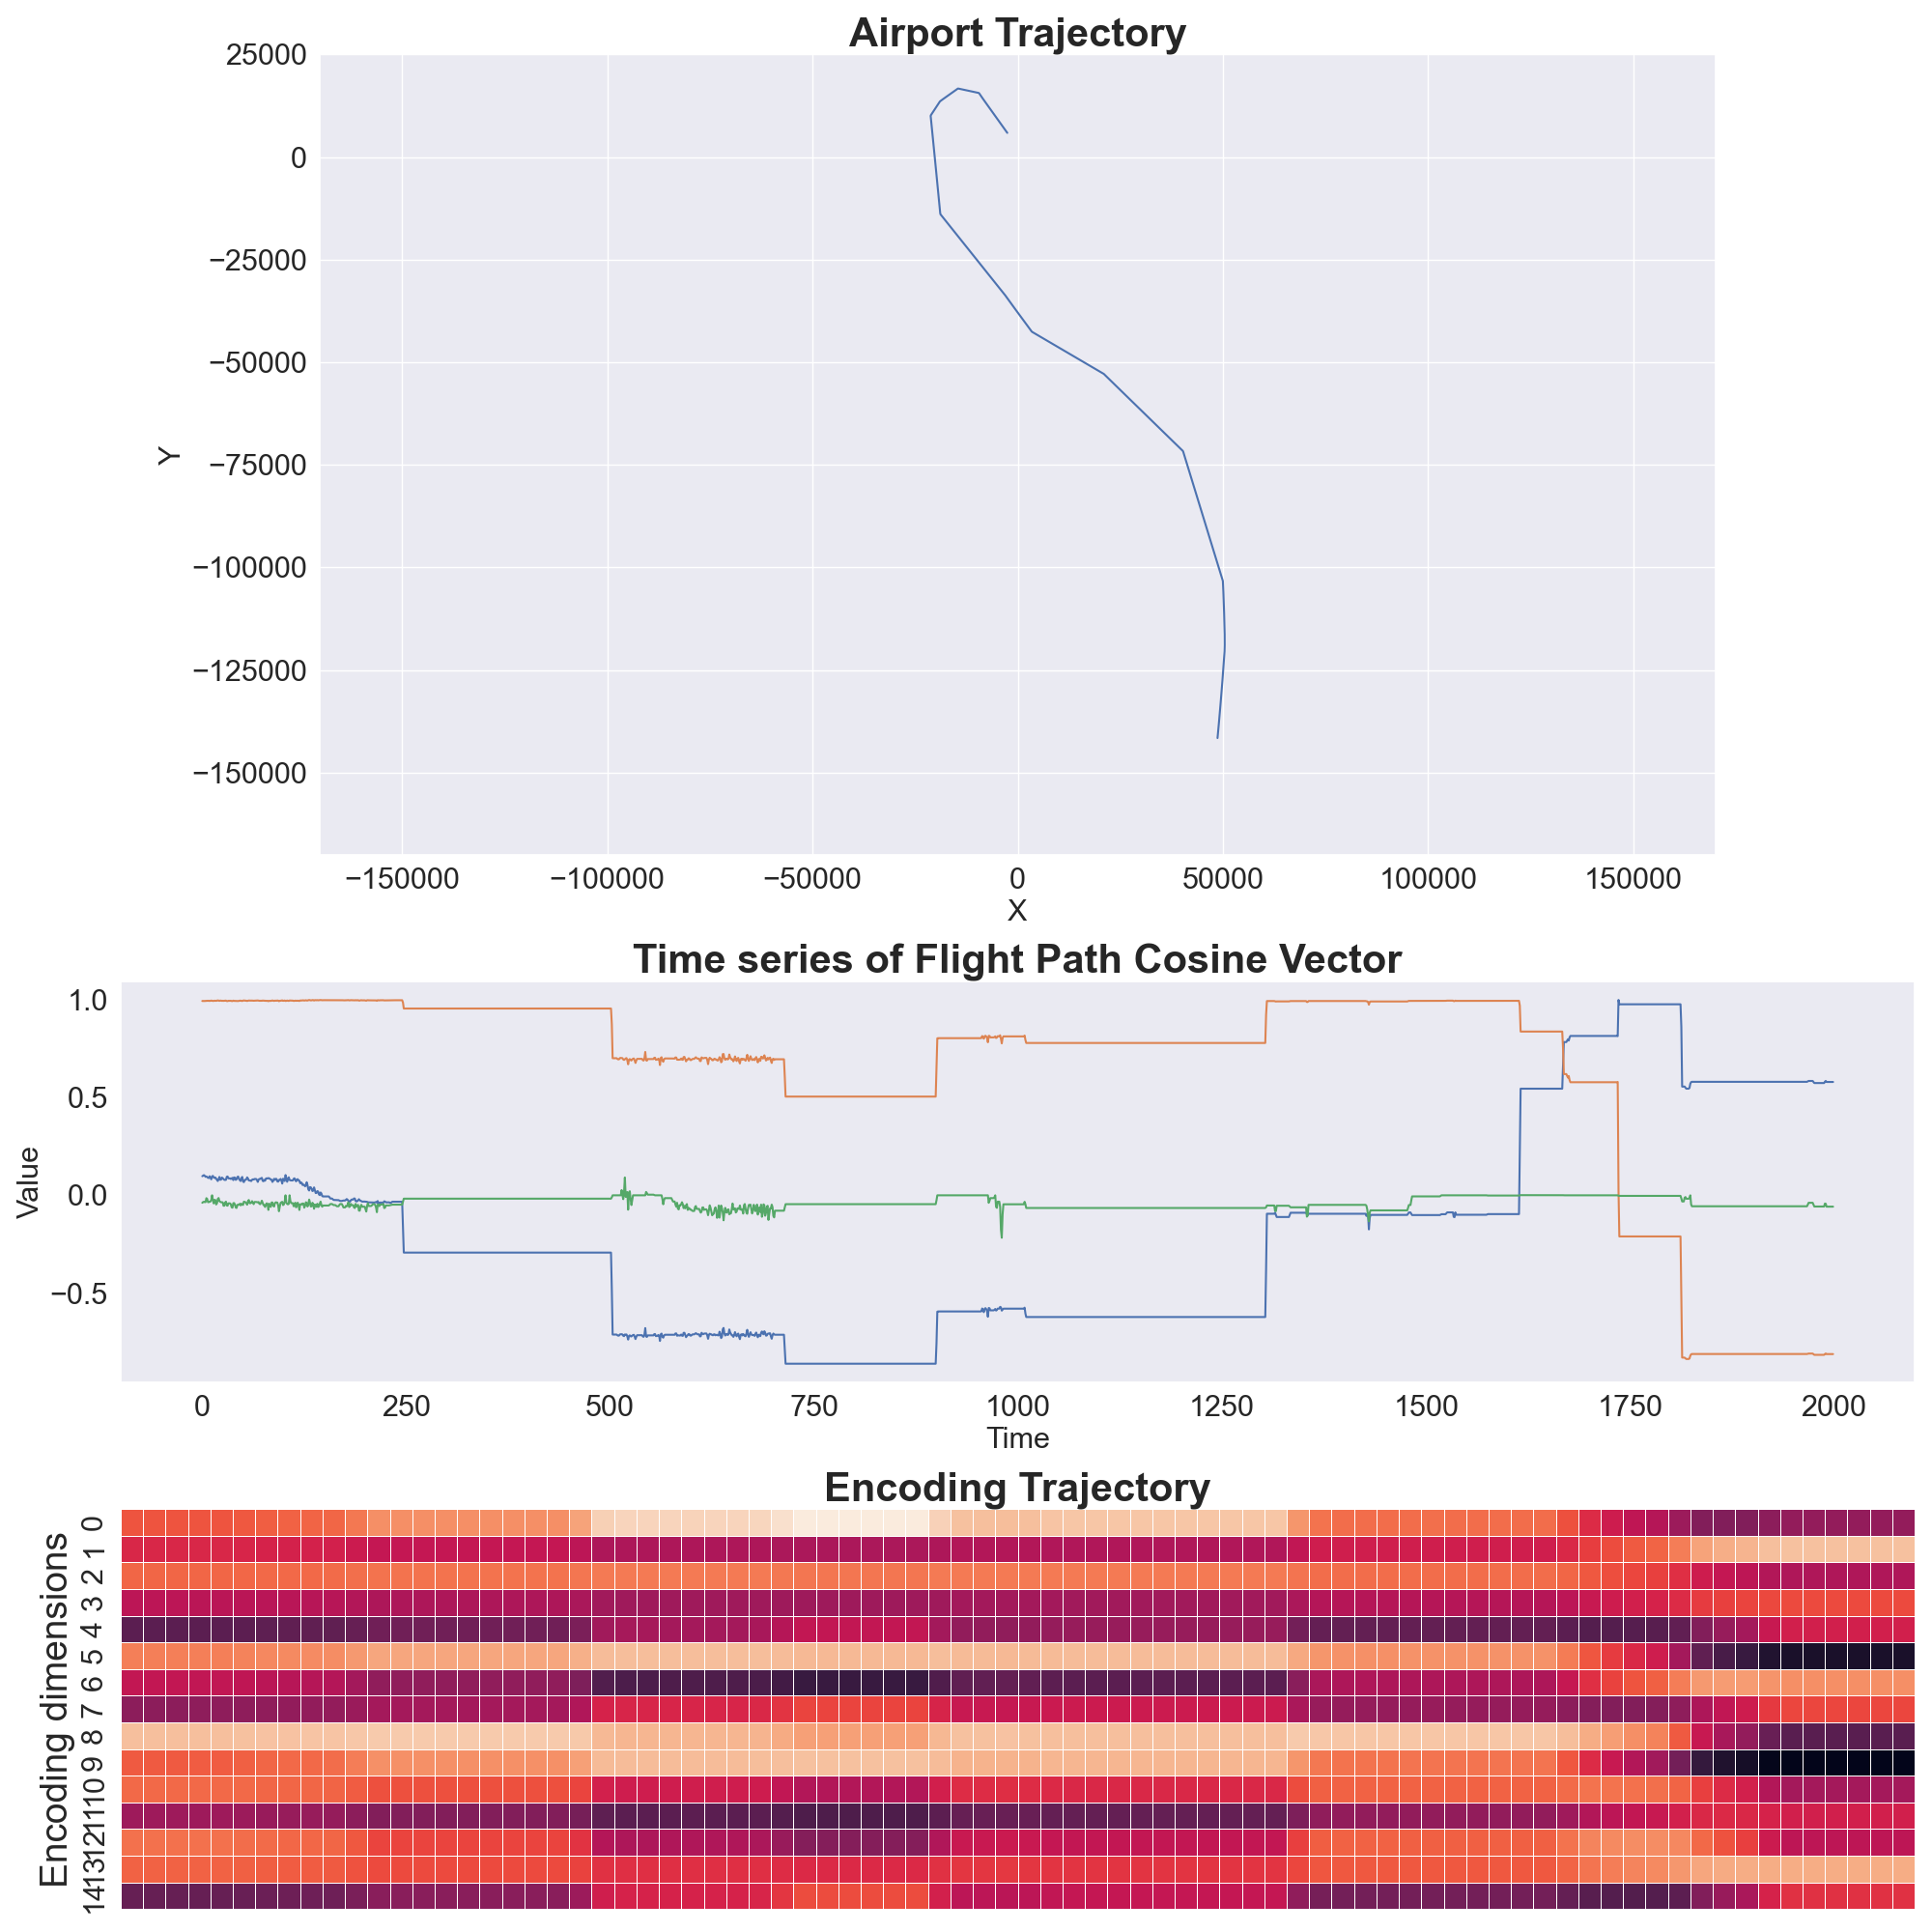 Airport Trajectory
25000
0
−25000
−50000
−75000
−100000
−125000
−150000
Y
−150000 −100000 −50000 0 50000 100000 150000
X
Time series of Flight Path Cosine Vector
1.0
0.5
0.0
−0.5
Value
0 250 500 750 1000 1250 1500 1750 2000
Time
Encoding Trajectory
Encoding dimensions
0
1
2
3
4
5
6
7
8
9
10
11
12
13
14